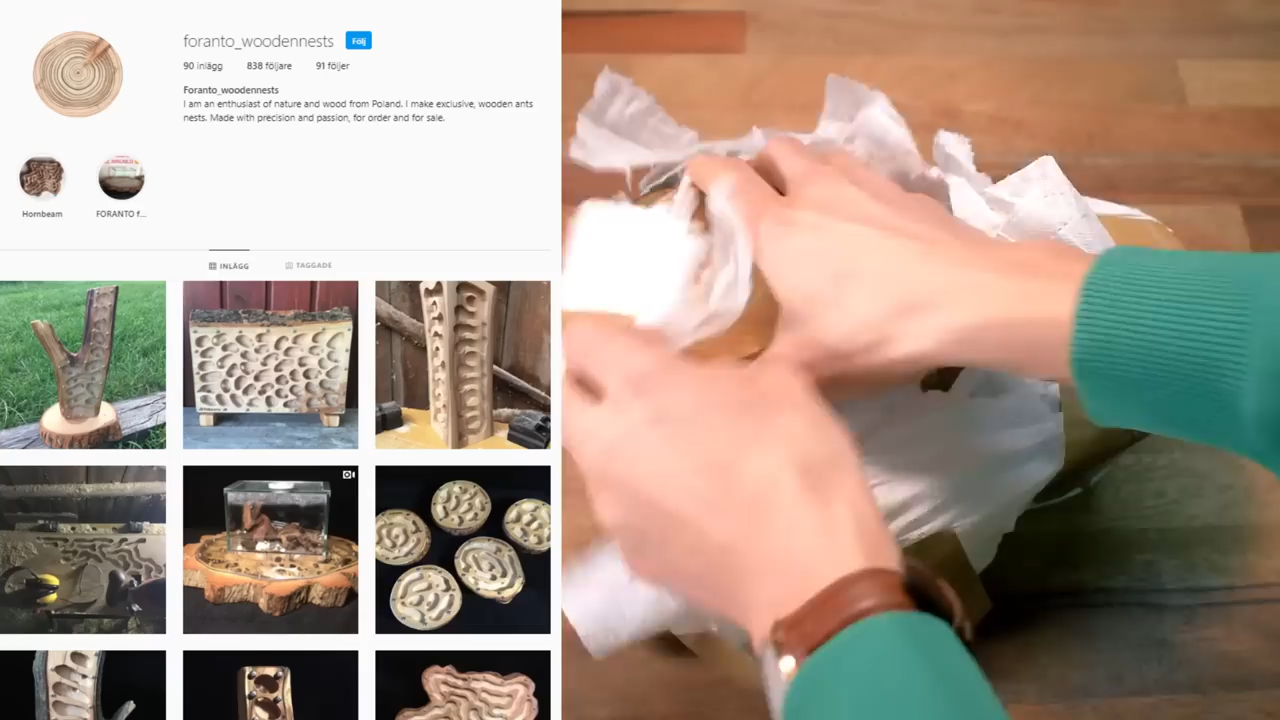 foranto_woodennests
Följ
90 inlägg 838 följare 91 följer
Foranto_woodennests
I am an enthusiast of nature and wood from Poland. I make exclusive, wooden ants
nests. Made with precision and passion, for order and for sale.
Hornbeam FORANTO f...
INLÄGG TAGGADE